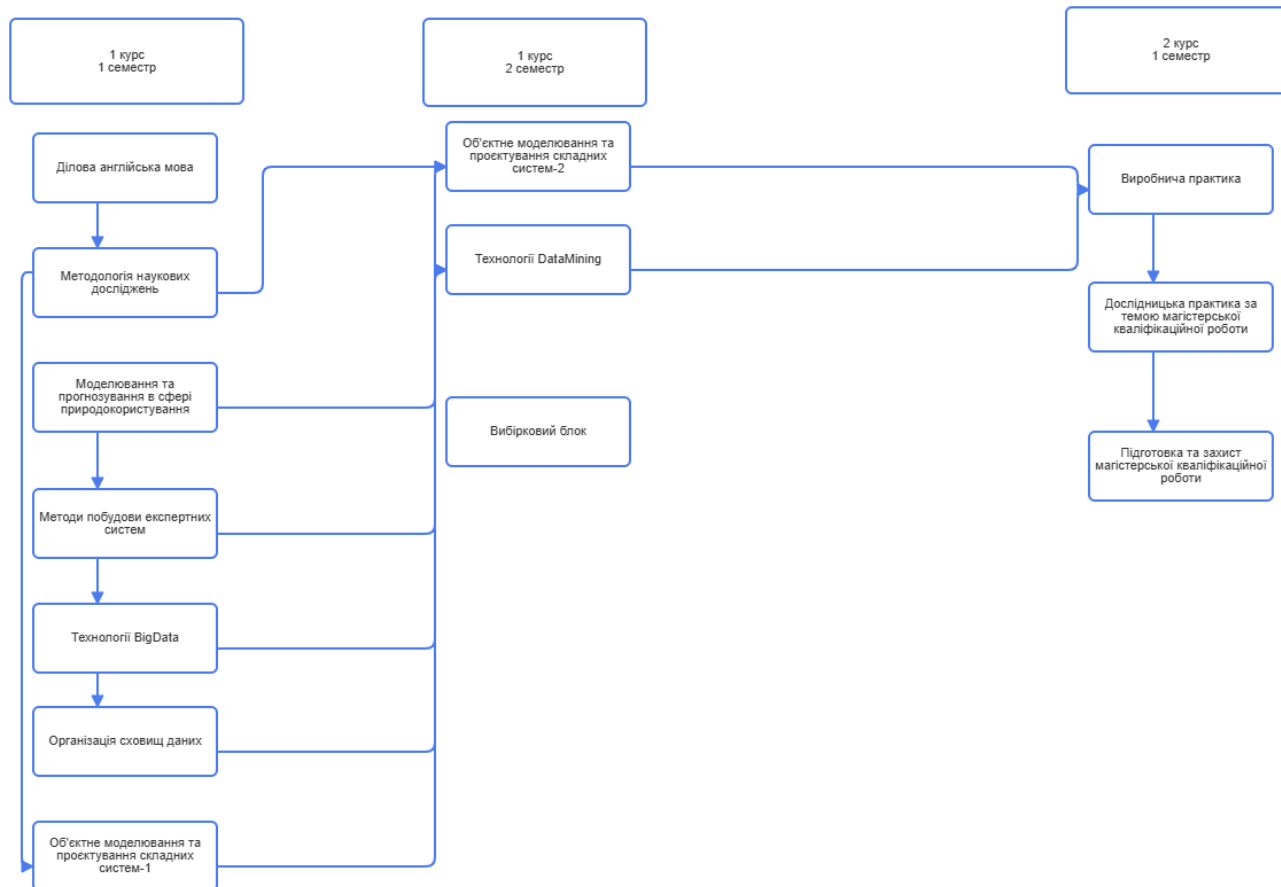 1 курс
1 семестр
1 курс
2 семестр
2 курс
1 семестр
Ділова англійська мова
Методологія наукових
досліджень
Моделювання та
прогнозування в сфері
природокористування
Методи побудови експертних
систем
Технології BigData
Організація сховищ даних
Об'єктне моделювання та
проєктування складних
систем-1
Об'єктне моделювання та
проєктування складних
систем-2
Технології DataMining
Вибірковий блок
Виробнича практика
Дослідницька практика за
темою магістерської
кваліфікаційної роботи
Підготовка та захист
магістерської кваліфікаційної
роботи